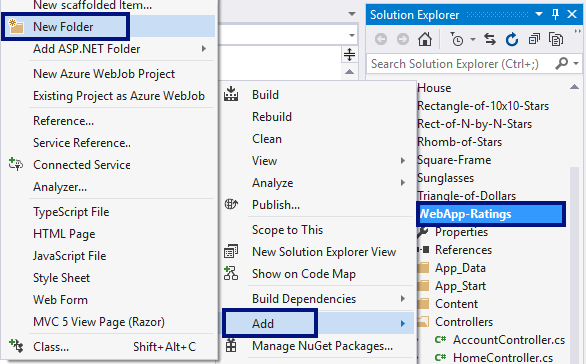 New scaffolded Item...
New Folder
Add ASP.NET Folder
New Azure WebJob Project
Existing Project as Azure WebJob
Reference...
Service Reference...
Connected Service
Analyzer...
TypeScript File
HTML Page
JavaScript File
Style Sheet
Web Form
MVC 5 View Page (Razor)
Class... Shift+Alt+C
Build
Rebuild
Clean
View
Analyze
Publish...
Scope to This
New Solution Explorer View
Show on Code Map
Build Dependencies
Add
Manage NuGet Packages...
Solution Explorer
Search Solution Explorer (Ctrl+;)
House
Rectangle-of-10x10-Stars
Rect-of-N-by-N-Stars
Rhomb-of-Stars
Square-Frame
Sunglasses
Triangle-of-Dollars
WebApp-Ratings
Properties
References
App_Data
App_Start
Content
Controllers
C# AccountController.cs
C# HomeController.cs